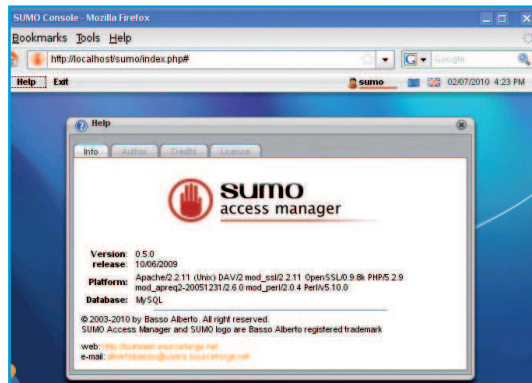 SUMO Console - Mozilla Firefox
Bookmarks Tools Help
http://localhost/sumo/index.php#
Google
Help Exit sumo 02/07/2010 4:23 PM
Help
Info Author Credits Licence
sumo
access manager
Version: 0.5.0
release: 10/06/2009
Platform: Apache/2.2.11 (Unix) DAV/2 mod_ssl/2.2.11 OpenSSL/0.9.8k PHP/5.2.9
mod_apreq2-20051231/2.6.0 mod_perl/2.0.4 Perl/v5.10.0
Database: MySQL
© 2003-2010 by Basso Alberto. All right reserved.
SUMO Access Manager and SUMO logo are Basso Alberto registered trademark
web:
e-mail: